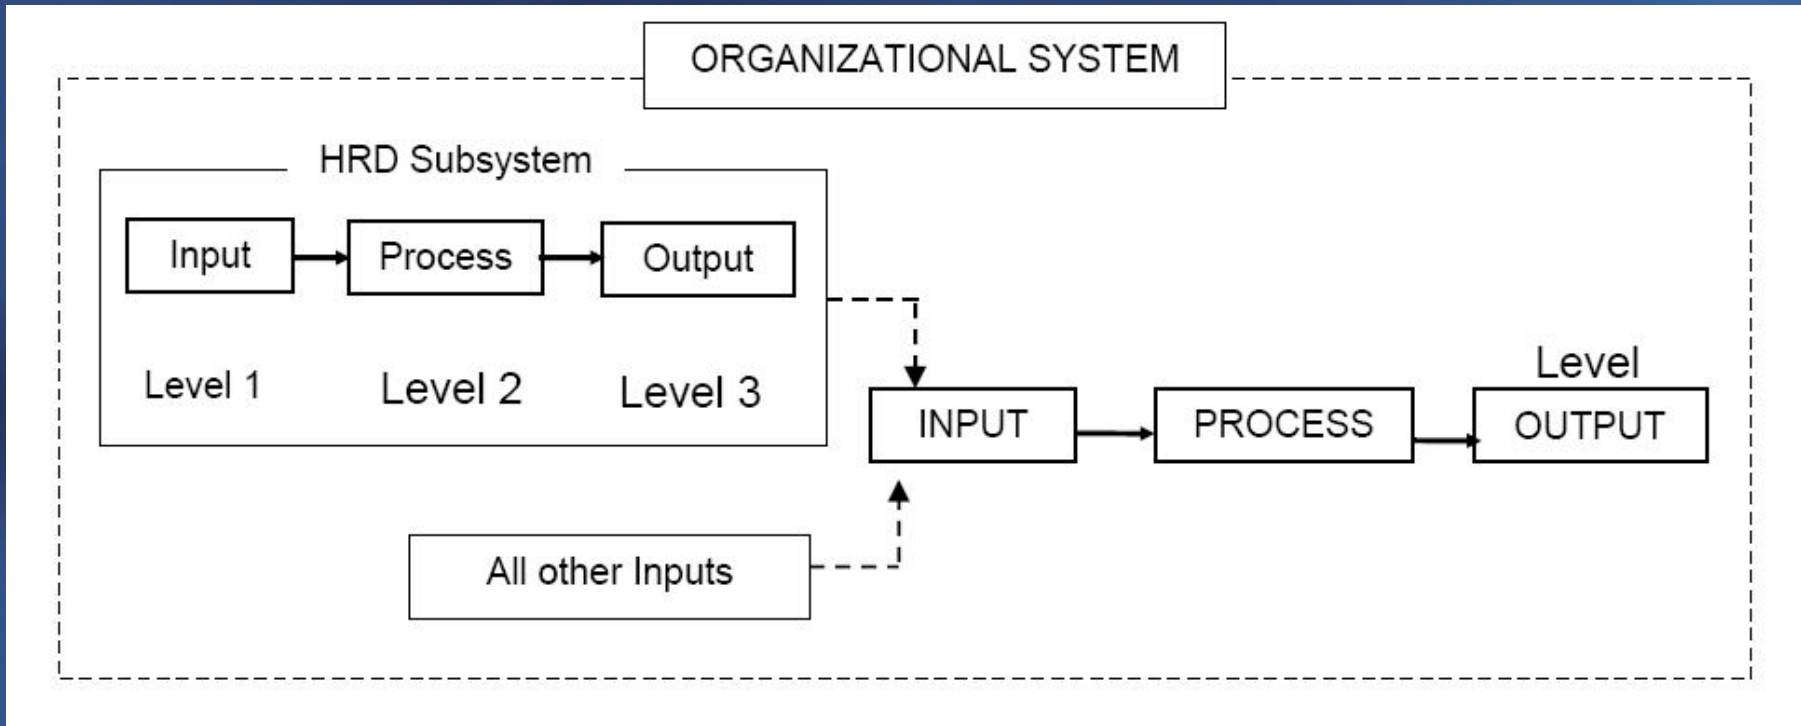 ORGANIZATIONAL SYSTEM
HRD Subsystem
Input
Process
Output
Level 1
Level 2
Level 3
Level
INPUT
PROCESS
OUTPUT
All other Inputs